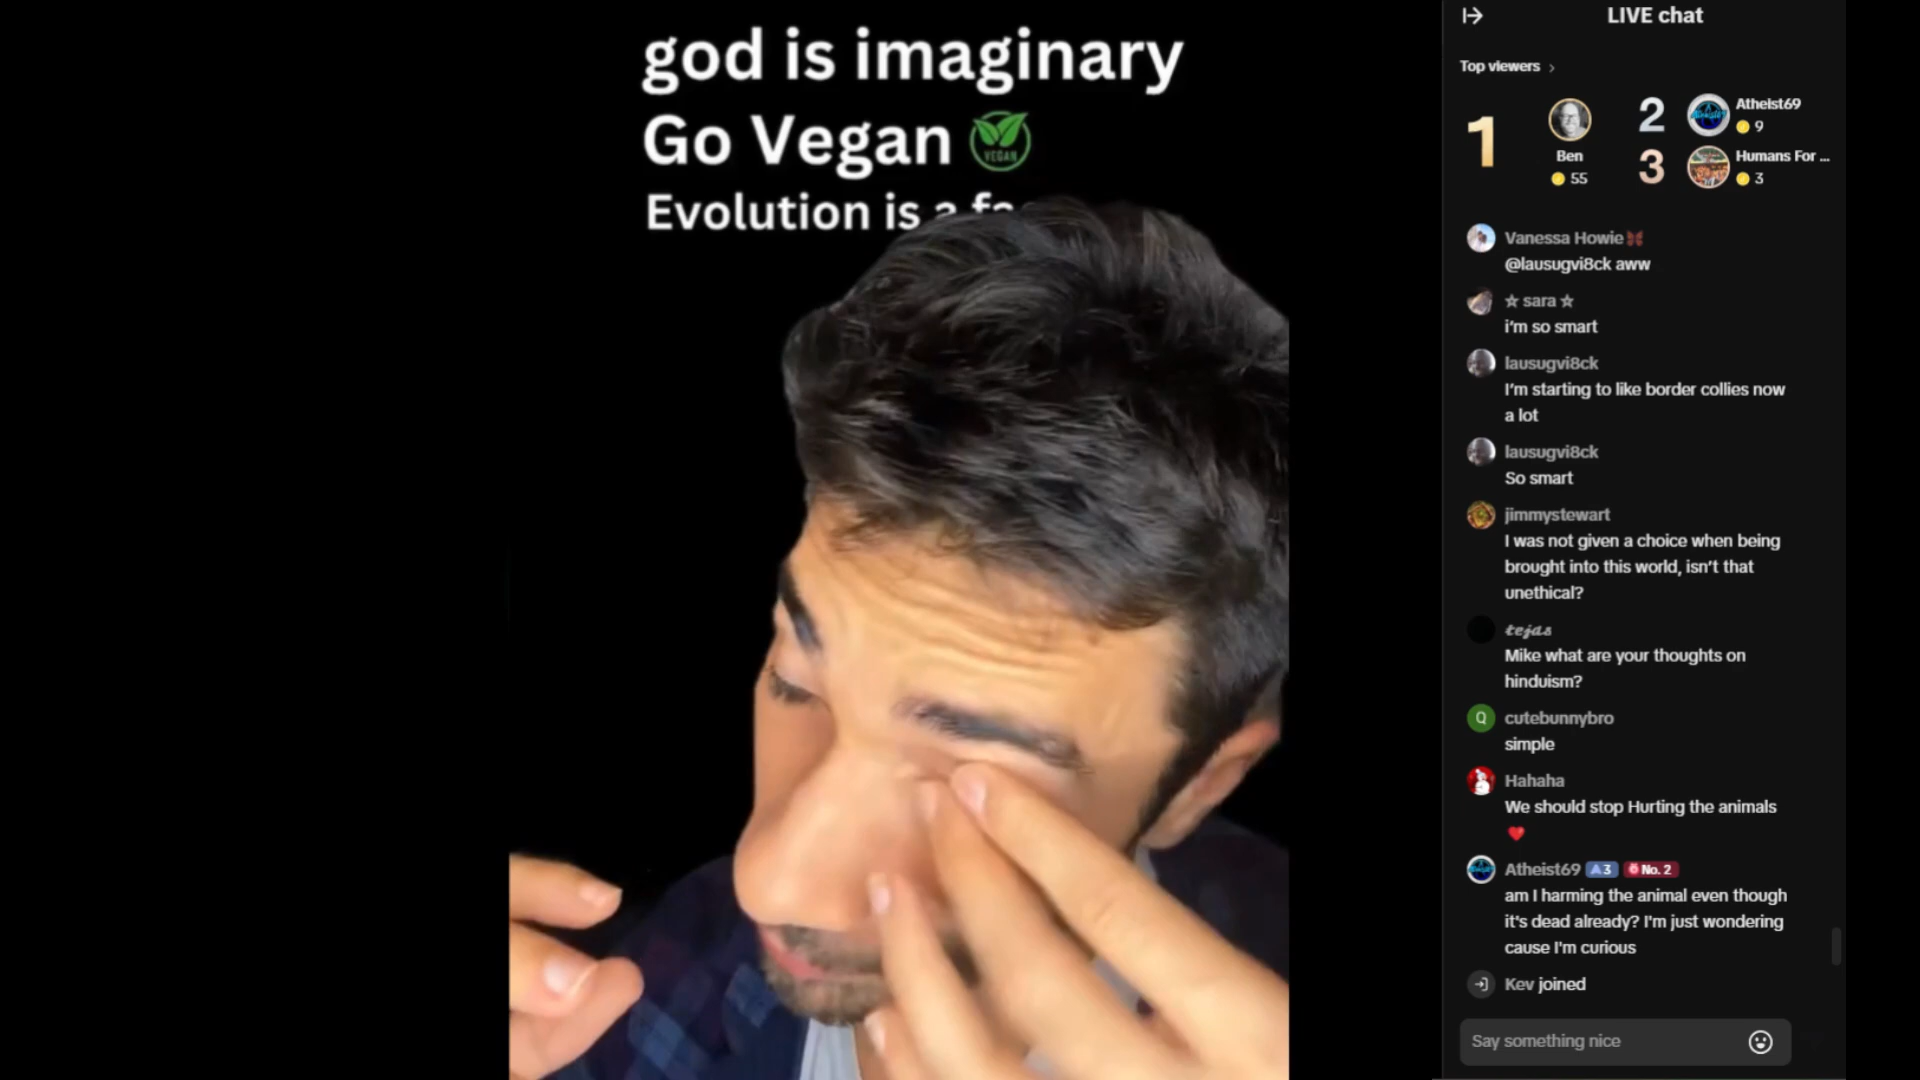 god is imaginary
Go Vegan
VEGAN
Evolution is a fa
LIVE chat
Top viewers
1
Ben
55
2
Atheist69
9
3
Humans For ...
3
Vanessa Howie
@lausugvi8ck aww
☆ sara ☆
i'm so smart
lausugvi8ck
I'm starting to like border collies now
a lot
lausugvi8ck
So smart
jimmystewart
I was not given a choice when being
brought into this world, isn't that
unethical?
𝓽𝓮𝓳𝓪𝓼
Mike what are your thoughts on
hinduism?
Q
cutebunnybro
simple
Hahaha
We should stop Hurting the animals
❤️
Atheist69 3 No. 2
am I harming the animal even though
it's dead already? I'm just wondering
cause I'm curious
Kev joined
Say something nice